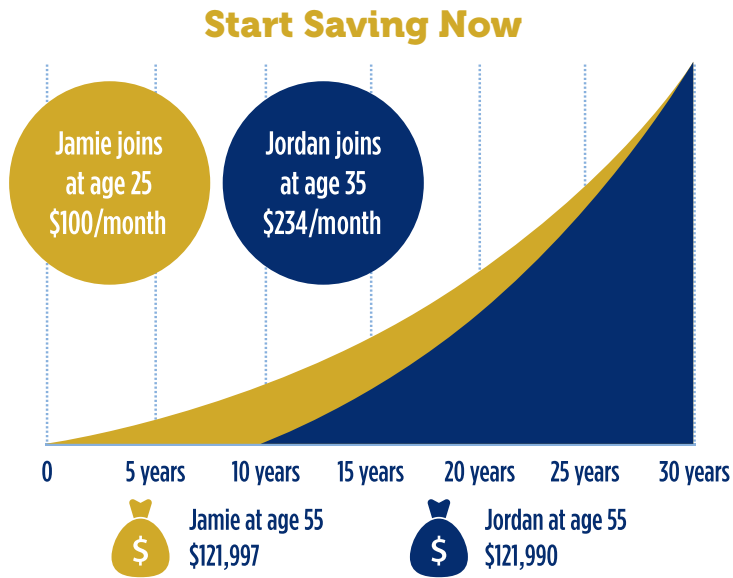 Start Saving Now
Jamie joins
at age 25
$100/month
Jordan joins
at age 35
$234/month
0
5 years
10 years
15 years
20 years
25 years
30 years
$
Jamie at age 55
$121,997
$
Jordan at age 55
$121,990